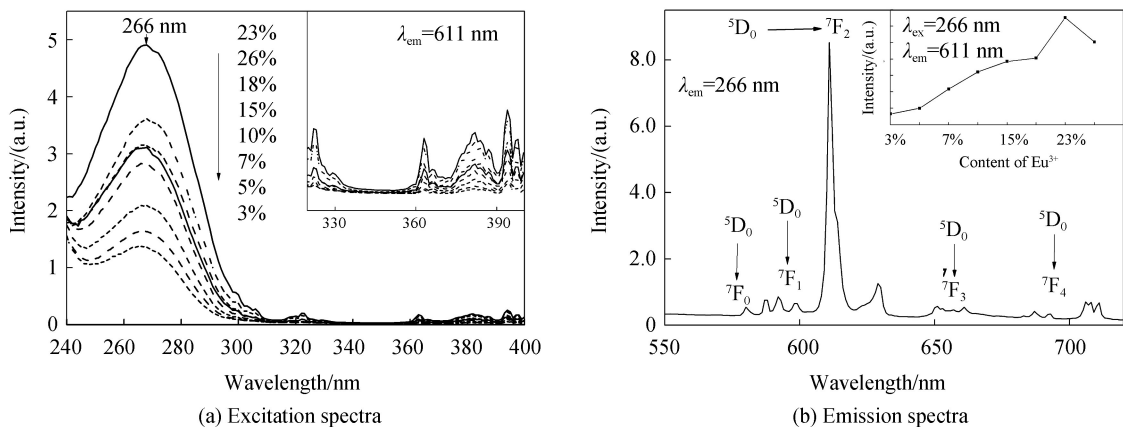 266 nm
23%
26%
18%
15%
10%
7%
5%
3%
λem=611 nm
330
360
390
5
4
3
2
1
0
240
260
280
300
320
340
360
380
400
Intensity/(a.u.)
Wavelength/nm
(a) Excitation spectra
⁵D₀
⁷F₂
λem=266 nm
λex=266 nm
λem=611 nm
Intensity/(a.u.)
3%
7%
15%
23%
Content of Eu³⁺
8.0
6.0
4.0
2.0
0.0
⁵D₀
⁵D₀
⁵D₀
⁵D₀
⁷F₀
⁷F₁
⁷F₃
⁷F₄
550
600
650
700
Intensity/(a.u.)
Wavelength/nm
(b) Emission spectra